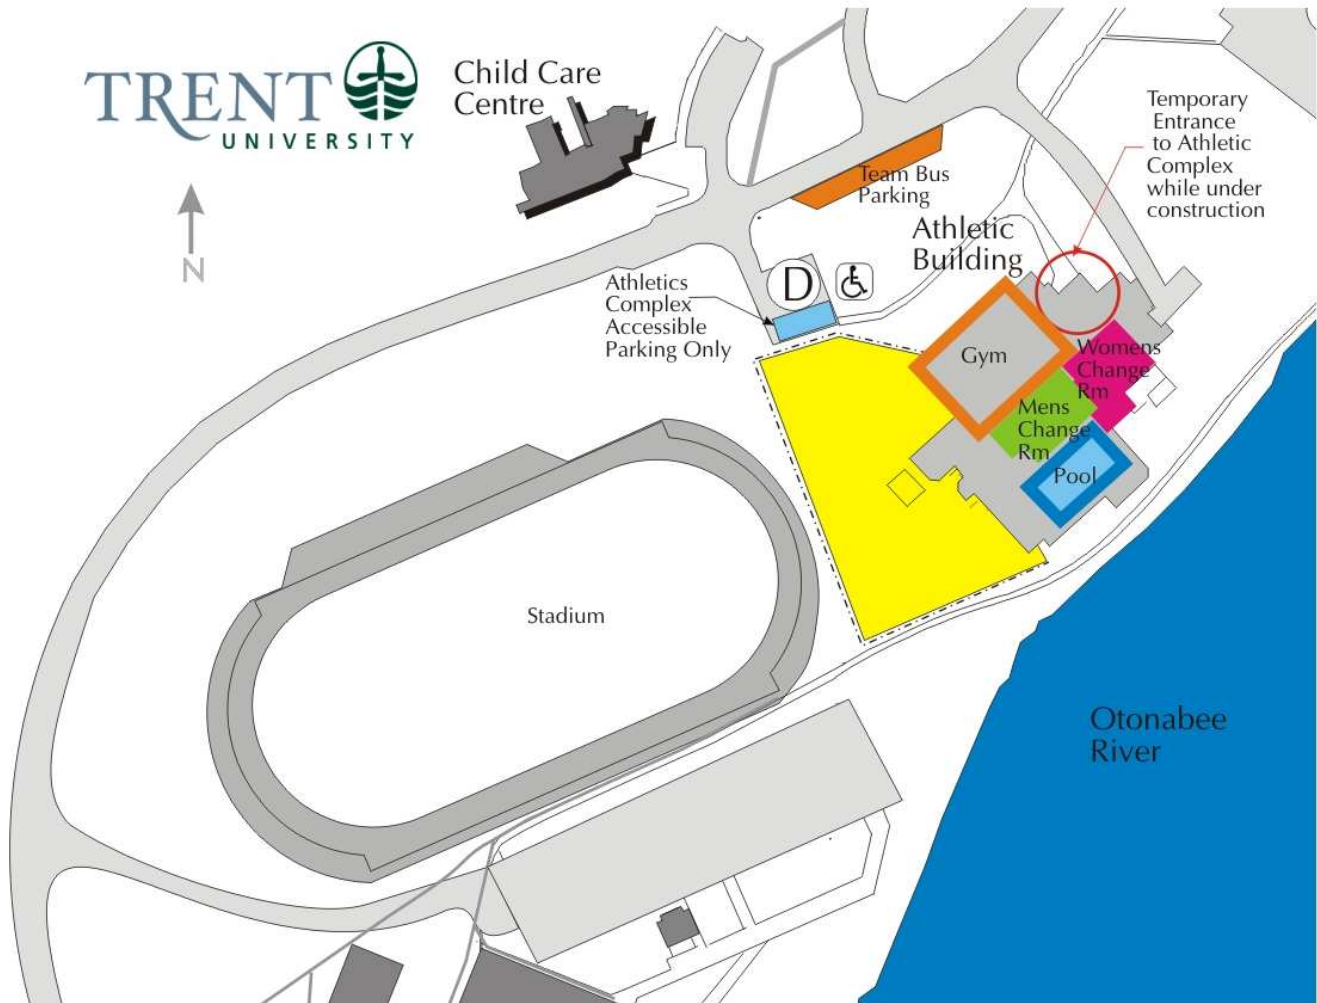 TRENT
UNIVERSITY
Child Care
Centre
N
Temporary
Entrance
to Athletic
Complex
while under
construction
Team Bus
Parking
Athletic
Building
D
Athletics
Complex
Accessible
Parking Only
Gym
Womens
Change
Rm
Mens
Change
Rm
Pool
Stadium
Otonabee
River